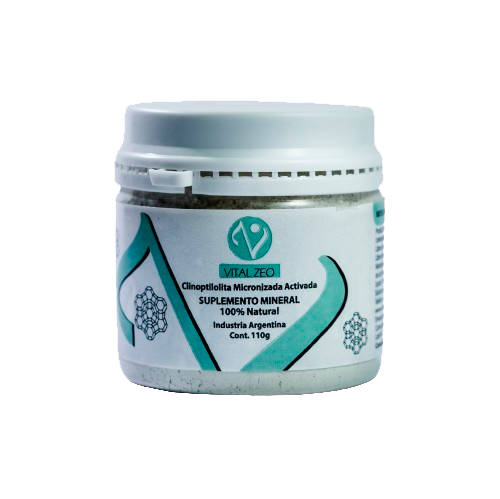 VITAL ZEO
Clinoptilolita Micronizada Activada
SUPLEMENTO MINERAL
100% Natural
Industria Argentina
Cont. 110g